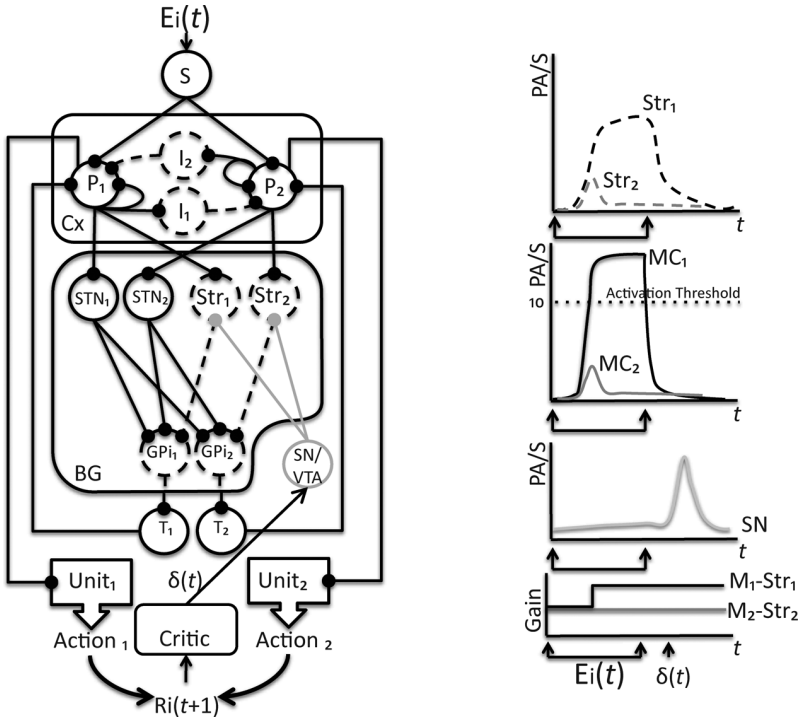 Ei(t)
S
I₂
P₁
P₂
I₁
Cx
STN₁
STN₂
Str₁
Str₂
GPi₁
GPi₂
SN/
VTA
BG
T₁
T₂
δ(t)
Unit₁
Unit₂
Action ₁
Critic
Action ₂
Ri(t+1)
PA/S
Str₁
Str₂
t
PA/S
MC₁
10
Activation Threshold
MC₂
t
PA/S
SN
t
Gain
M₁-Str₁
M₂-Str₂
t
Ei(t)
δ(t)